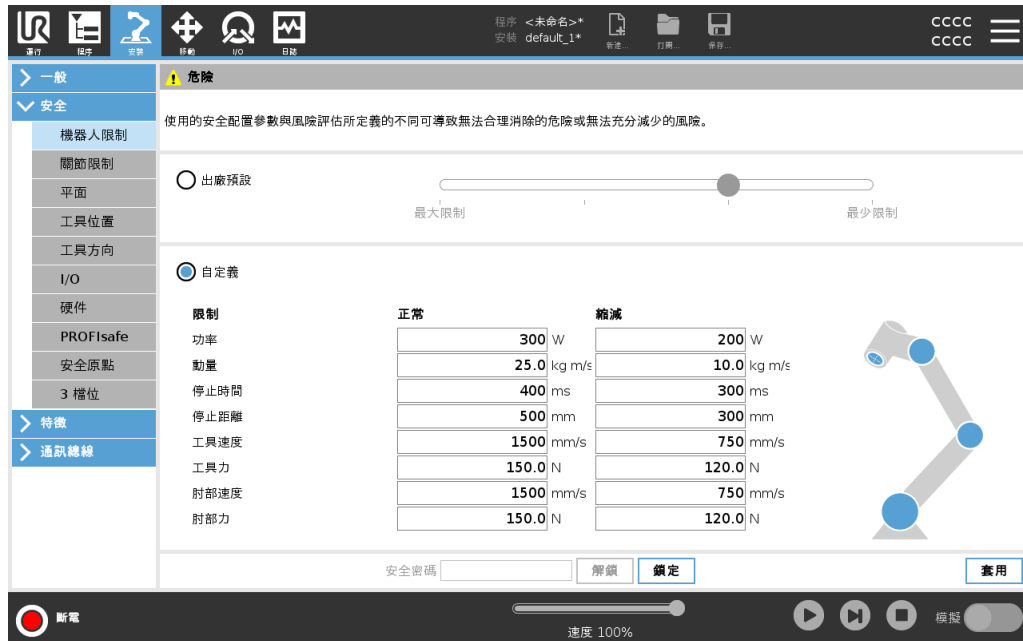 程序 <未命名>*
安裝 default_1*
運行
程序
安裝
移動
I/O
日誌
新建...
打開...
保存...
cccc
cccc
一般
安全
機器人限制
關節限制
平面
工具位置
工具方向
I/O
硬件
PROFIsafe
安全原點
3 檔位
特徵
通訊總線
危險
使用的安全配置參數與風險評估所定義的不同可導致無法合理消除的危險或無法充分減少的風險。
出廠預設
最大限制 最少限制
自定義
限制 正常 縮減
功率 300 W 200 W
動量 25.0 kg m/s 10.0 kg m/s
停止時間 400 ms 300 ms
停止距離 500 mm 300 mm
工具速度 1500 mm/s 750 mm/s
工具力 150.0 N 120.0 N
肘部速度 1500 mm/s 750 mm/s
肘部力 150.0 N 120.0 N
安全密碼 解鎖 鎖定 套用
斷電
速度 100%
模擬